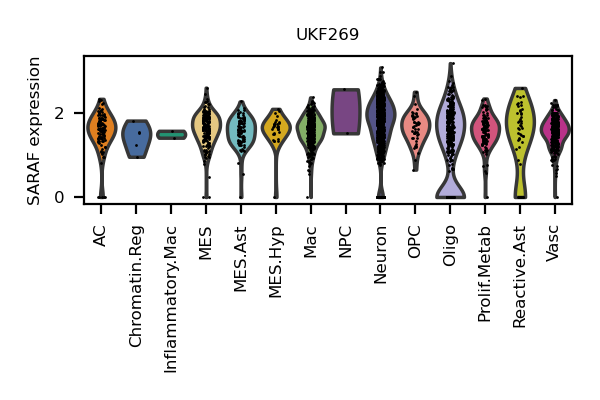 UKF269
SARAF expression
2
0
AC
Chromatin.Reg
Inflammatory.Mac
MES
MES.Ast
MES.Hyp
Mac
NPC
Neuron
OPC
Oligo
Prolif.Metab
Reactive.Ast
Vasc